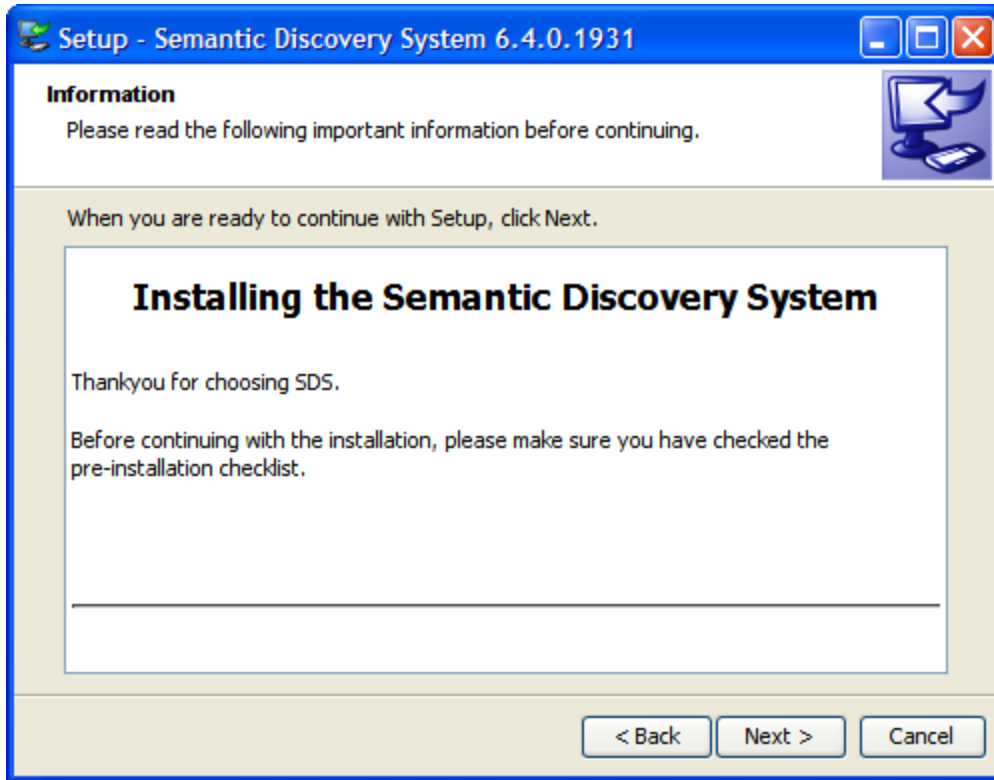 Setup - Semantic Discovery System 6.4.0.1931
Information
Please read the following important information before continuing.
When you are ready to continue with Setup, click Next.
Installing the Semantic Discovery System
Thankyou for choosing SDS.
Before continuing with the installation, please make sure you have checked the
pre-installation checklist.
< Back Next > Cancel